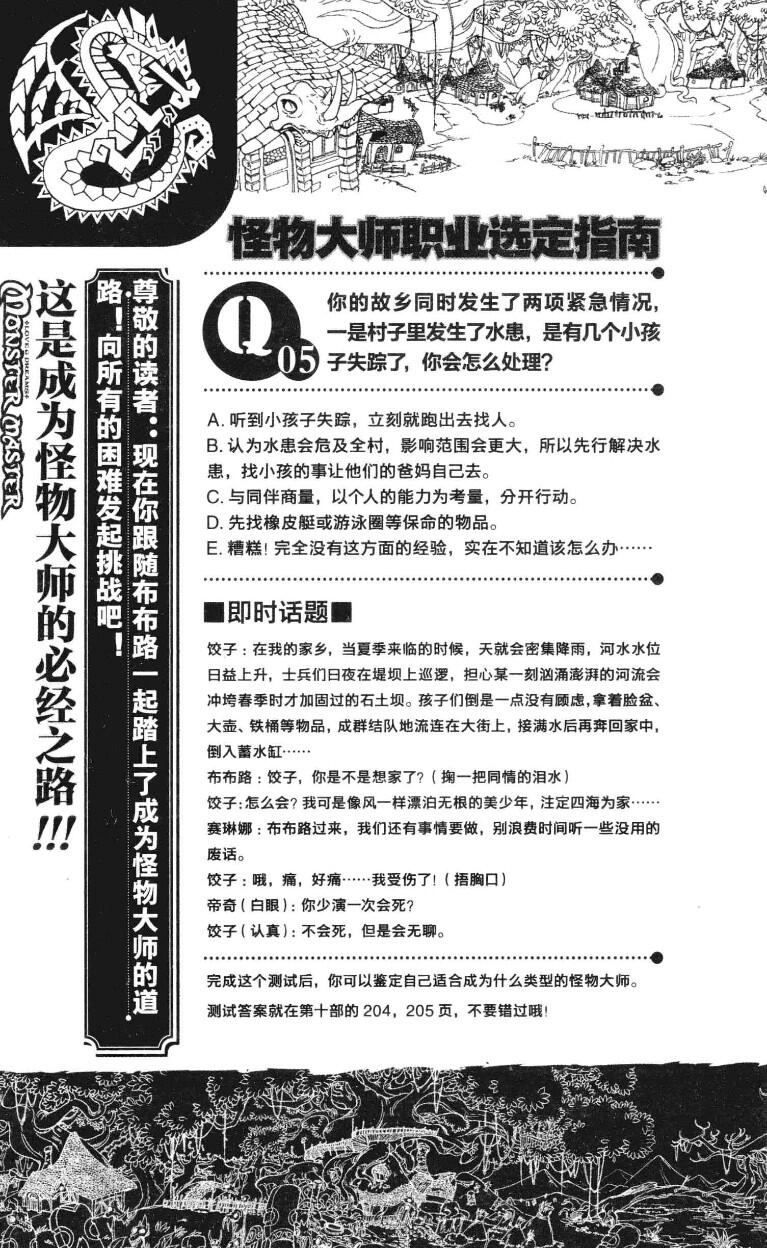 怪物大师职业选定指南
Q
05
你的故乡同时发生了两项紧急情况，
一是村子里发生了水患，是有几个小孩
子失踪了，你会怎么处理？
A. 听到小孩子失踪，立刻就跑出去找人。
B. 认为水患会危及全村，影响范围会更大，所以先行解决水
患，找小孩的事让他们的爸妈自己去。
C. 与同伴商量，以个人的能力为考量，分开行动。
D. 先找橡皮艇或游泳圈等保命的物品。
E. 糟糕！完全没有这方面的经验，实在不知道该怎么办……
■即时话题■
饺子：在我的家乡，当夏季来临的时候，天就会密集降雨，河水水位
日益上升，士兵们日夜在堤坝上巡逻，担心某一刻汹涌澎湃的河流会
冲垮春季时才加固过的石土坝。孩子们倒是一点没有顾虑，拿着脸盆、
大壶、铁桶等物品，成群结队地流连在大街上，接满水后再奔回家中，
倒入蓄水缸……
布布路：饺子，你是不是想家了？（掬一把同情的泪水）
饺子：怎么会？我可是像风一样漂泊无根的美少年，注定四海为家……
赛琳娜：布布路过来，我们还有事情要做，别浪费时间听一些没用的
废话。
饺子：哦，痛，好痛……我受伤了！（捂胸口）
帝奇（白眼）：你少演一次会死？
饺子（认真）：不会死，但是会无聊。
完成这个测试后，你可以鉴定自己适合成为什么类型的怪物大师。
测试答案就在第十部的 204，205 页，不要错过哦！
尊敬的读者：现在你跟随布布路一起踏上了成为怪物大师的道
路！向所有的困难发起挑战吧！
这是成为怪物大师的必经之路！！！
LOVE & DREAMS
MONSTER MASTER